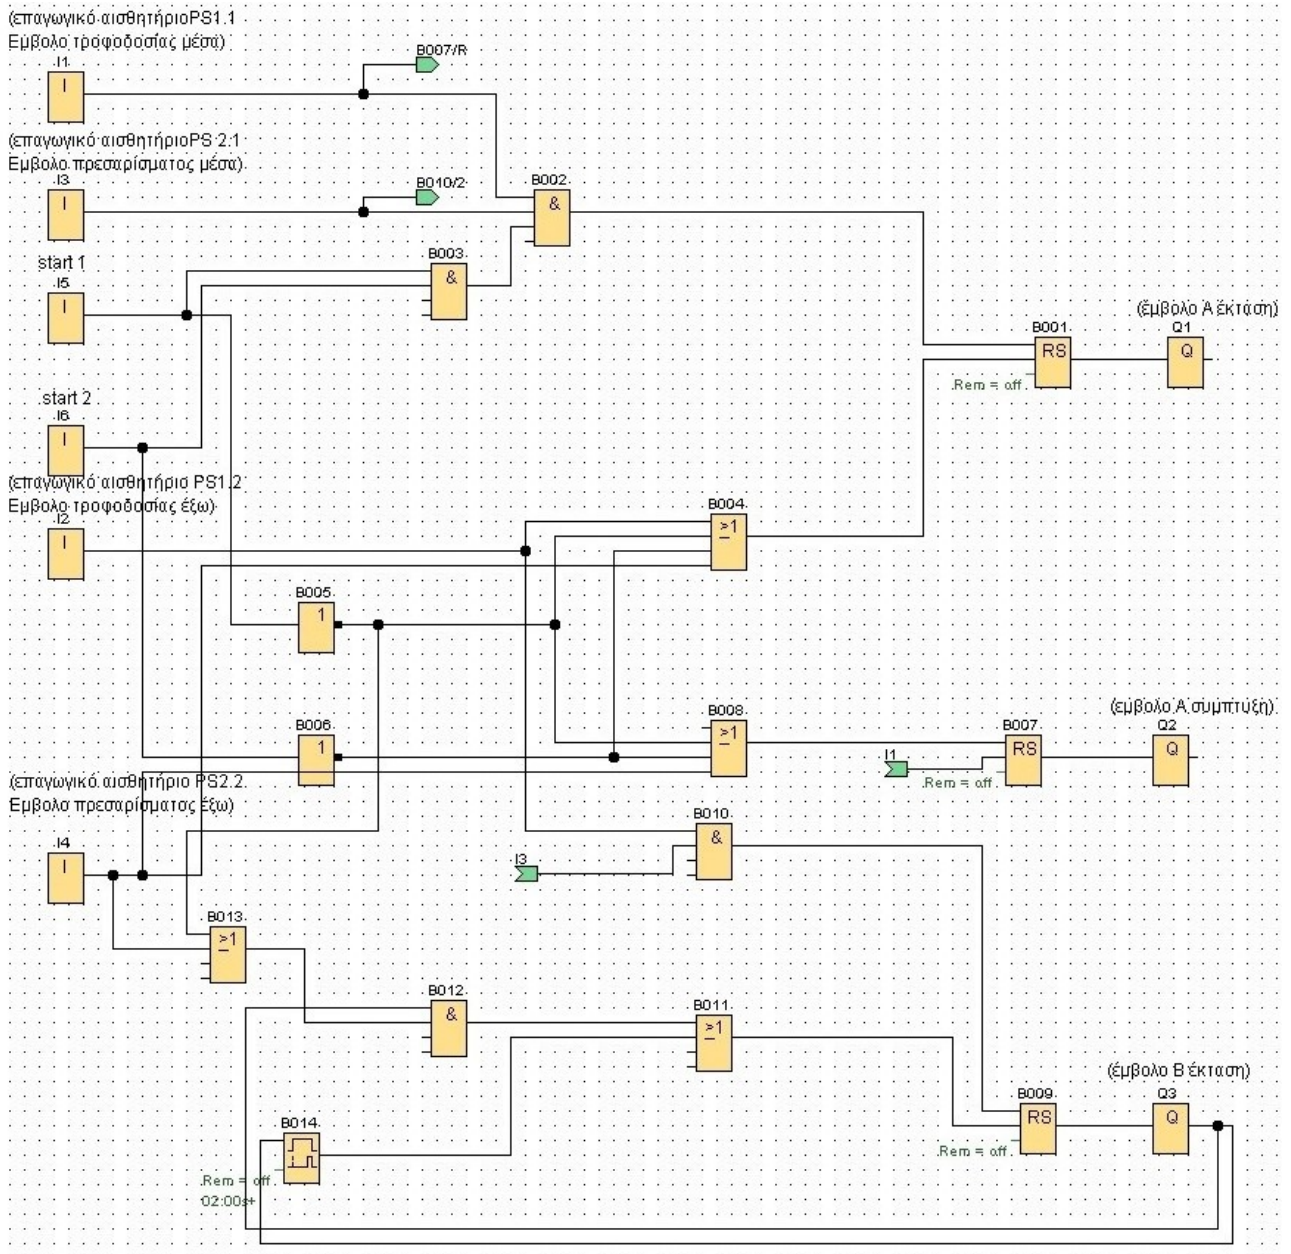 (επαγωγικό αισθητήριοPS1.1
Εμβολο τροφοδοσίας μέσα)
I1
I
B007/R
(επαγωγικό αισθητήριοPS 2.1
Εμβολο πρεσαρίσματος μέσα)
I3
I
B010/2
B002
&
B003
&
start 1
I5
I
(έμβολο Α έκταση)
B001
RS
Rem = off
Q1
Q
start 2
I6
I
(επαγωγικό αισθητήριο PS1.2
Εμβολο τροφοδοσίας έξω)
I2
I
B004
≥1
B005
1
(εμβολο Α συμπτυξη)
B006
1
B008
≥1
I1
B007
RS
Rem = off
Q2
Q
(επαγωγικό αισθητήριο PS2.2
Εμβολο πρεσαρίσματος έξω)
I4
I
B010
&
I3
B013
≥1
B012
&
B011
≥1
(έμβολο Β έκταση)
B009
RS
Rem = off
Q3
Q
B014
Rem = off
02:00s+